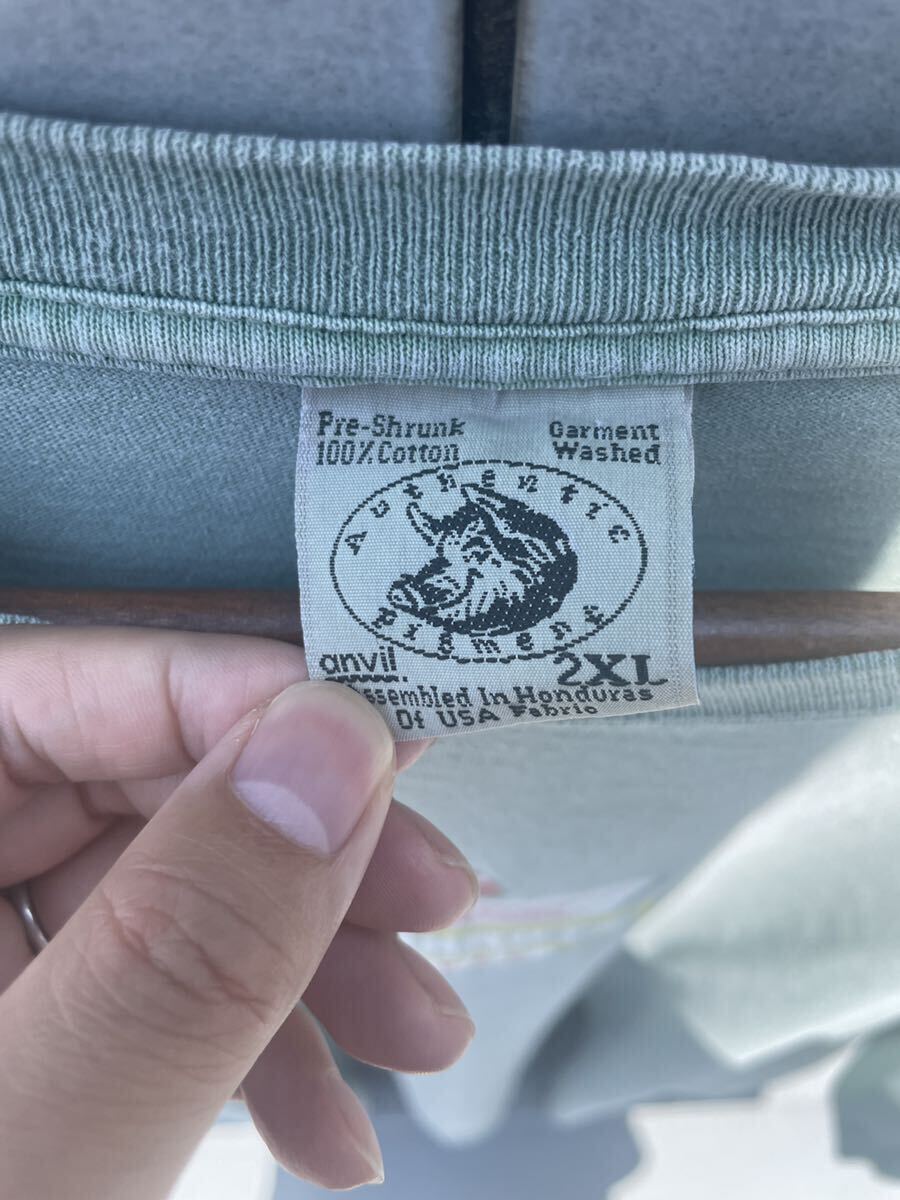 Pre-Shrunk
100% Cotton
Garment
Washed
Authentic
Pigment
anvil.
2XL
Assembled In Honduras
Of USA Fabric